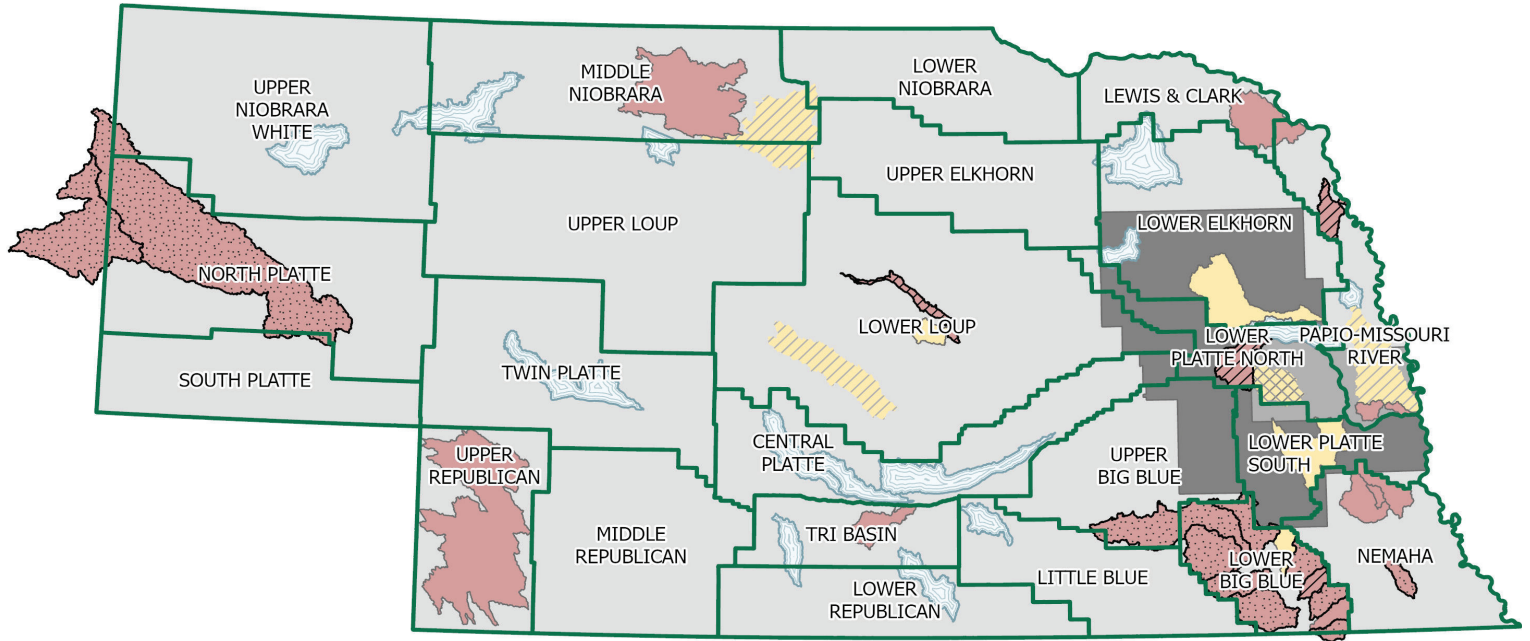 UPPER
NIOBRARA
WHITE
MIDDLE
NIOBRARA
LOWER
NIOBRARA
LEWIS & CLARK
UPPER ELKHORN
UPPER LOUP
LOWER ELKHORN
NORTH PLATTE
LOWER LOUP
LOWER
PLATTE NORTH
PAPIO-MISSOURI
RIVER
SOUTH PLATTE
TWIN PLATTE
CENTRAL
PLATTE
UPPER
BIG BLUE
LOWER PLATTE
SOUTH
UPPER
REPUBLICAN
MIDDLE
REPUBLICAN
TRI BASIN
LOWER
REPUBLICAN
LITTLE BLUE
LOWER
BIG BLUE
NEMAHA